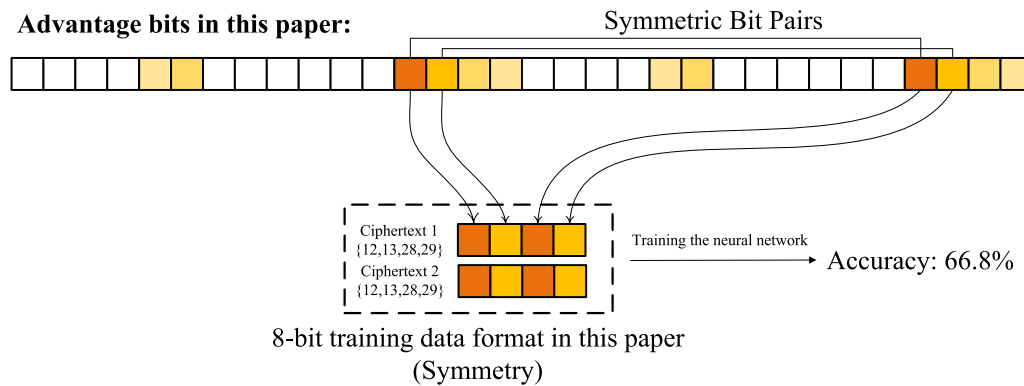 Advantage bits in this paper:
Symmetric Bit Pairs
Ciphertext 1
{12,13,28,29}
Ciphertext 2
{12,13,28,29}
Training the neural network
Accuracy: 66.8%
8-bit training data format in this paper
(Symmetry)